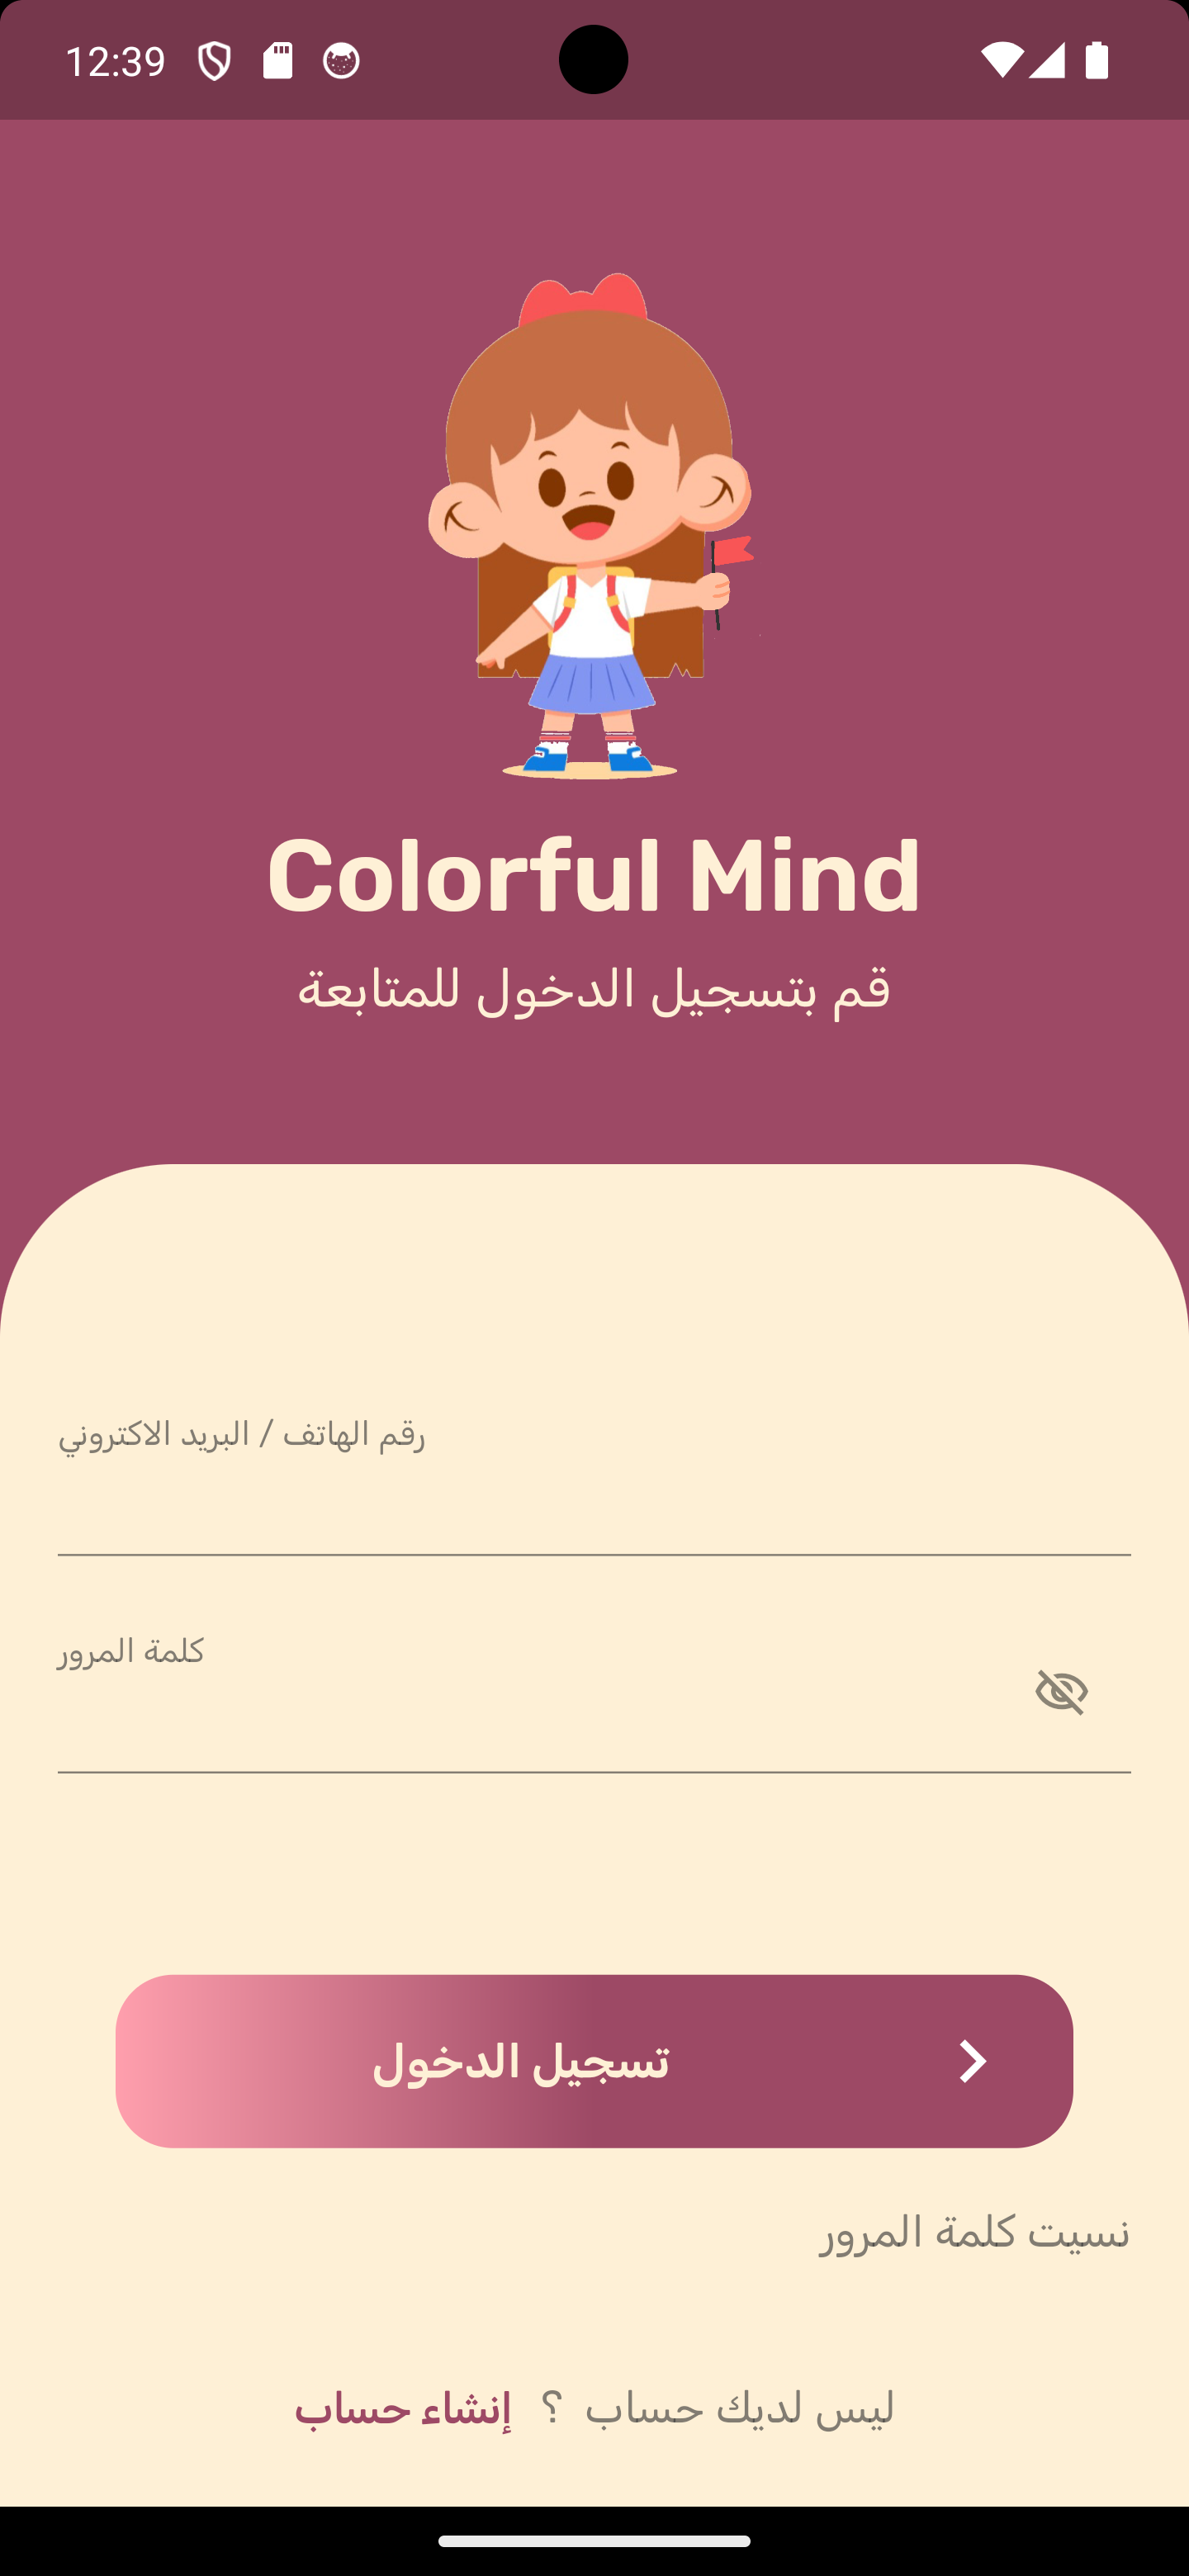 12:39
Colorful Mind
قم بتسجيل الدخول للمتابعة
رقم الهاتف / البريد الاكتروني
كلمة المرور
تسجيل الدخول
نسيت كلمة المرور
ليس لديك حساب ؟ إنشاء حساب